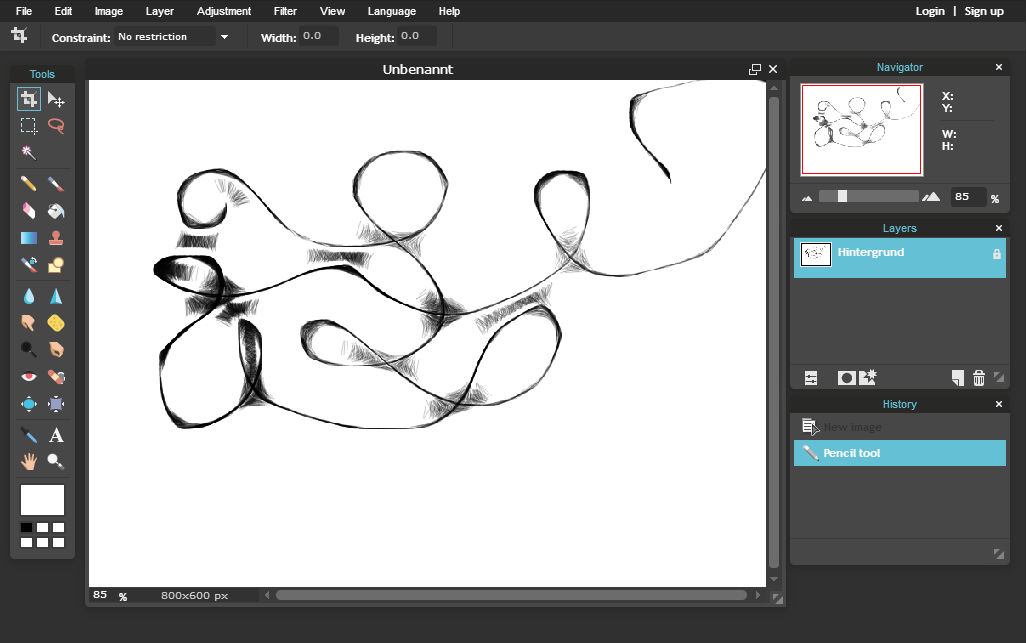 File Edit Image Layer Adjustment Filter View Language Help Login | Sign up
Constraint: No restriction Width: 0.0 Height: 0.0
Tools
Unbenannt
Navigator
X:
Y:
W:
H:
85 %
Layers
Hintergrund
History
New image
Pencil tool
A
85 % 800x600 px